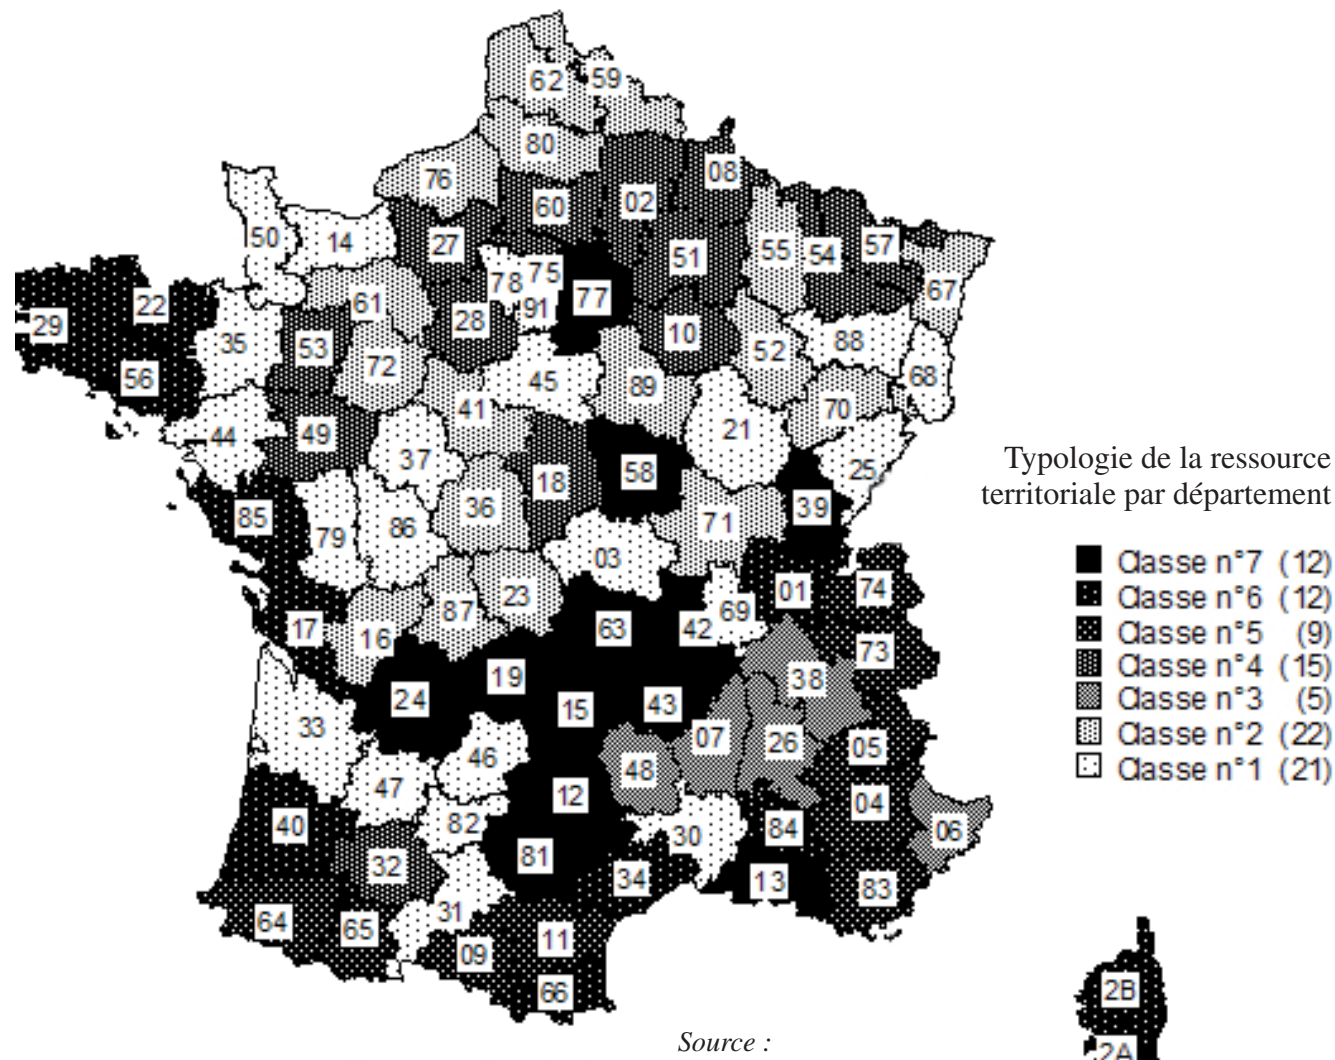 62 59
80
76 08
60 02
50 14 27 55 54 57
51
78 75 67
22 61 91 77
29 28 10
35 53 88
72 52
56 45 89 68
41 70
44 49 21
37 25
58
18
85 36 39
79 86 71
03
01 74
23
87 69
17 16 63 42
73
19 38
24 15 43
33 07 26 05
46 48
47 12 04
40 82 30 84 06
32 81
34 13 83
64 65 31
11
09
66
2B
2A
Typologie de la ressource
territoriale par département
Classe n°7 (12)
Classe n°6 (12)
Classe n°5 (9)
Classe n°4 (15)
Classe n°3 (5)
Classe n°2 (22)
Classe n°1 (21)
Source :